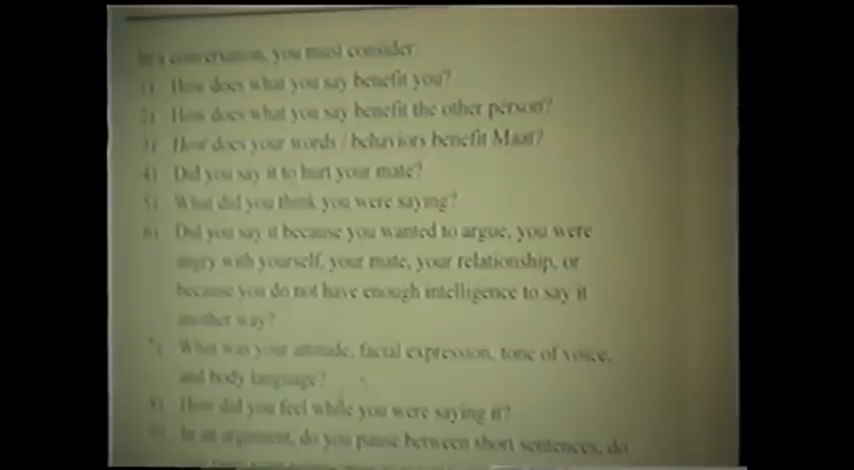 In a conversation, you must consider:
1) How does what you say benefit you?
2) How does what you say benefit the other person?
3) How does your words / behaviors benefit Maat?
4) Did you say it to hurt your mate?
5) What did you think you were saying?
6) Did you say it because you wanted to argue, you were
angry with yourself, your mate, your relationship, or
because you do not have enough intelligence to say it
another way?
7) What was your attitude, facial expression, tone of voice,
and body language?
8) How did you feel while you were saying it?
9) In an argument, do you pause between short sentences, do